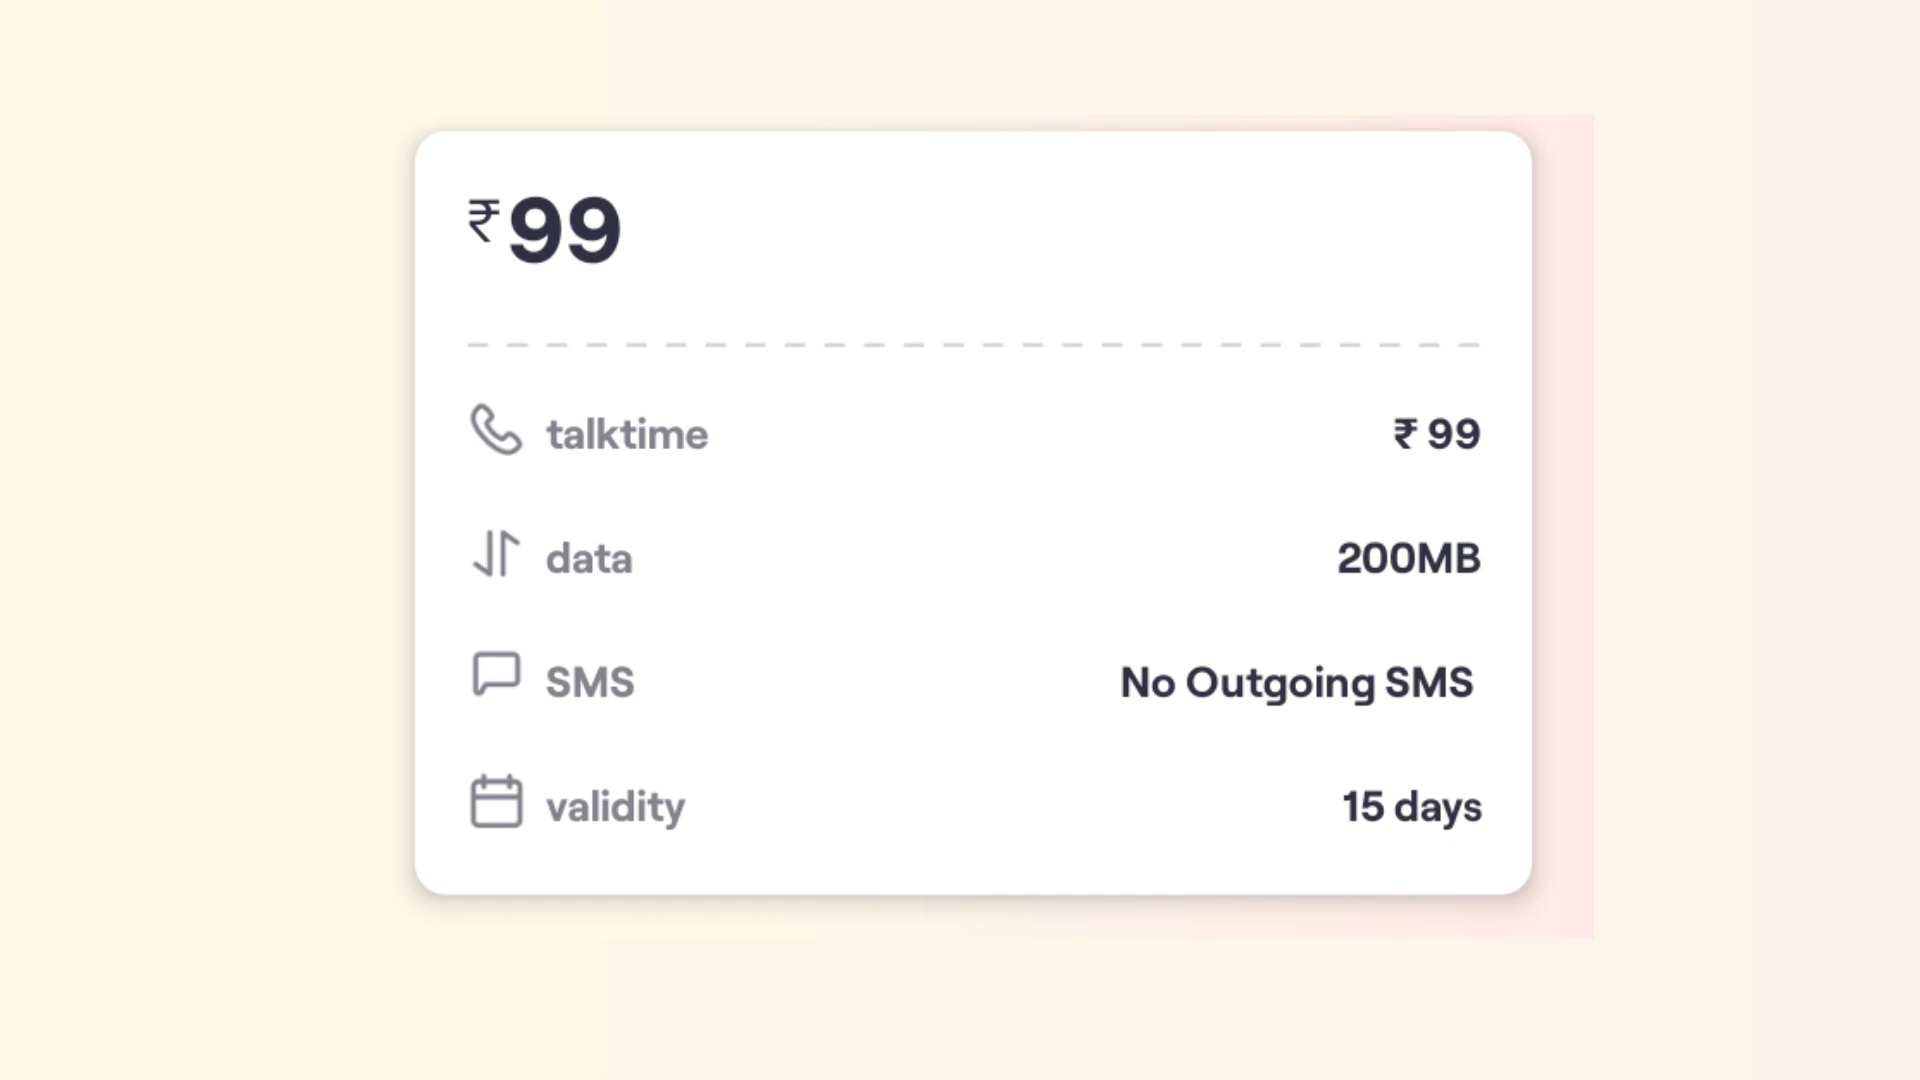 ₹99
talktime ₹ 99
data 200MB
SMS No Outgoing SMS
validity 15 days